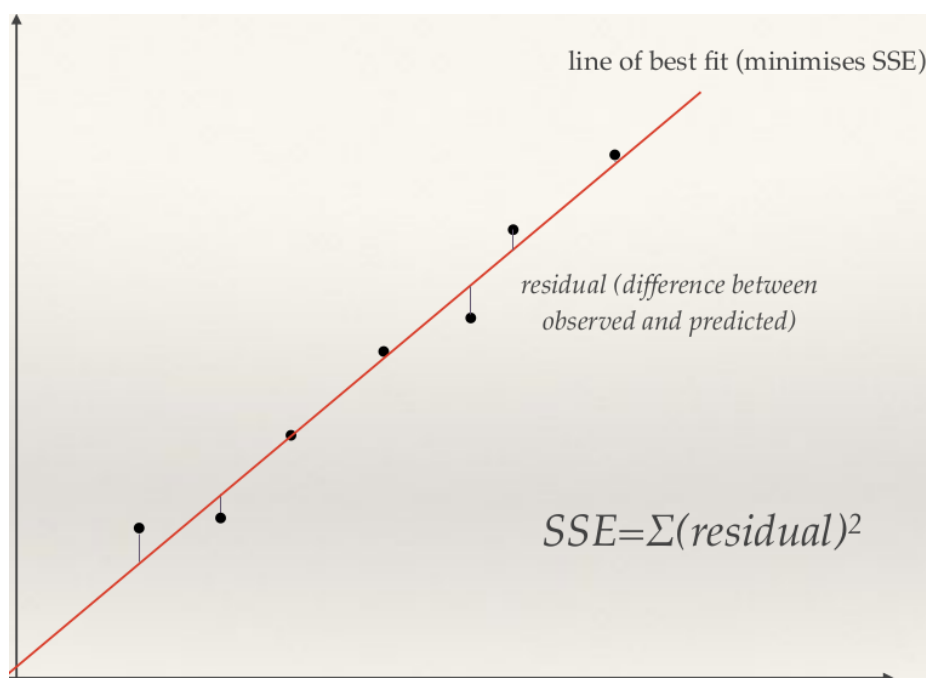 line of best fit (minimises SSE)
residual (difference between
observed and predicted)
SSE=Σ(residual)²